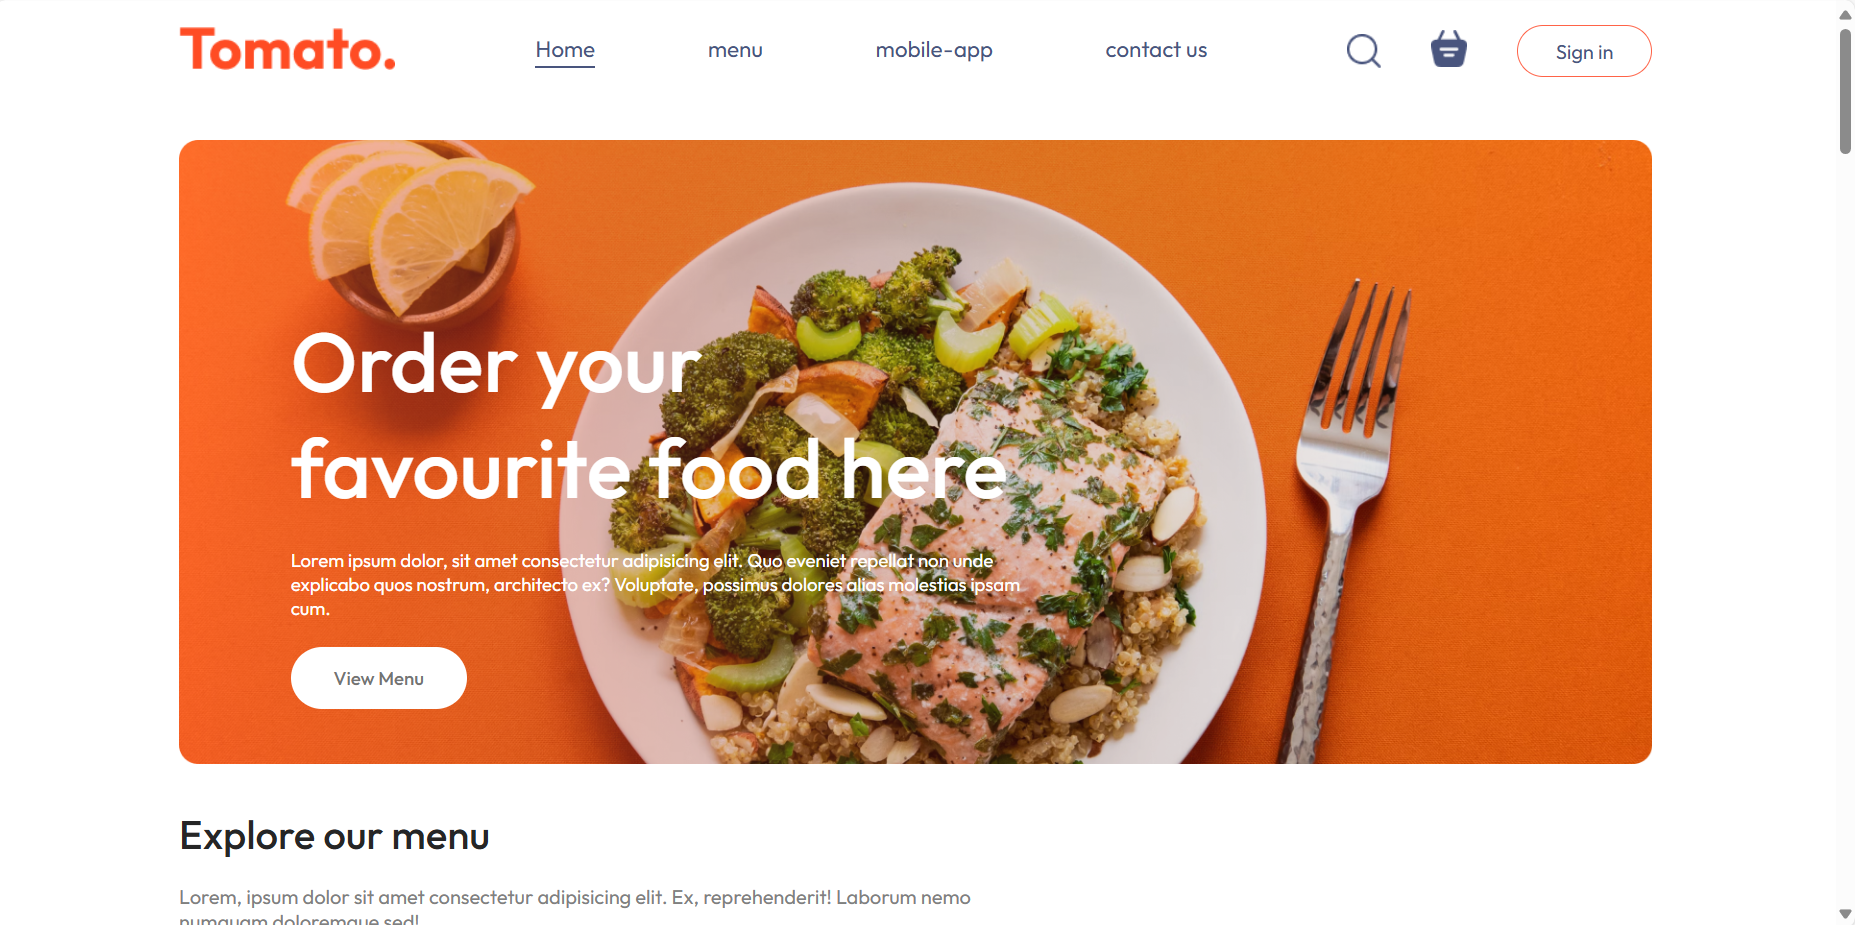 Tomato.
Home
menu
mobile-app
contact us
Sign in
Order your
favourite food here
Lorem ipsum dolor, sit amet consectetur adipisicing elit. Quo eveniet repellat non unde
explicabo quos nostrum, architecto ex? Voluptate, possimus dolores alias molestias ipsam
cum.
View Menu
Explore our menu
Lorem, ipsum dolor sit amet consectetur adipisicing elit. Ex, reprehenderit! Laborum nemo
numquam doloremque sed!